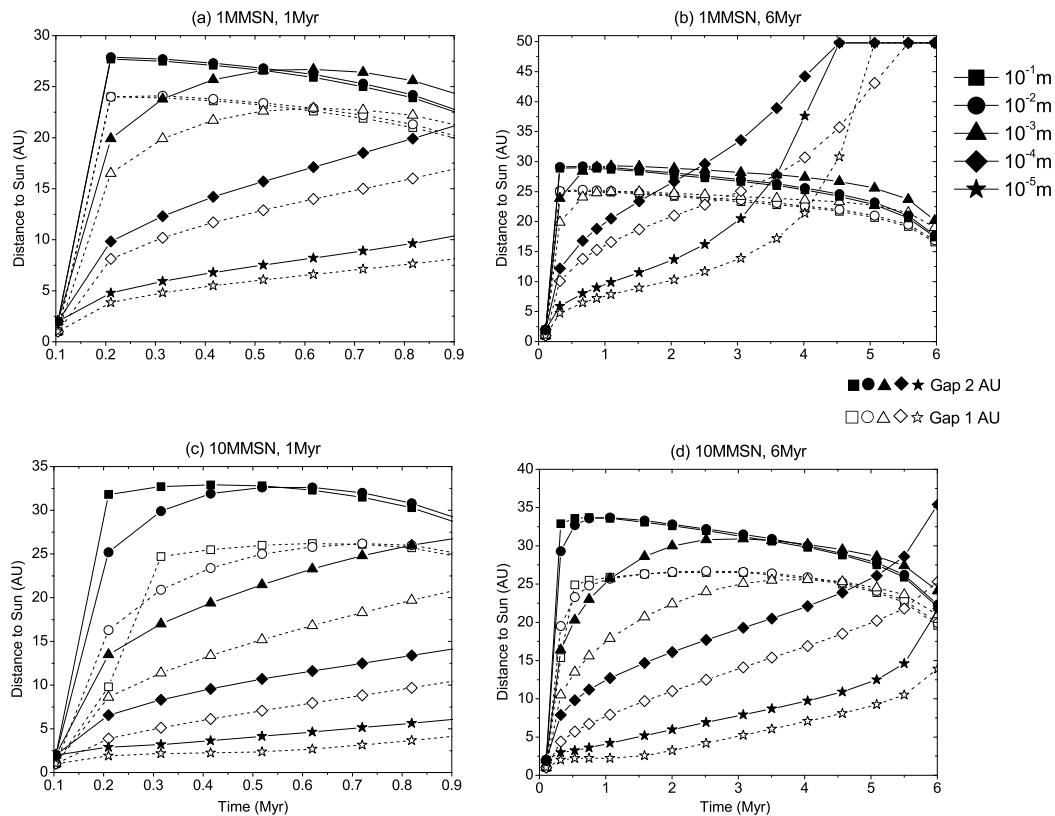 (a) 1MMSN, 1Myr
30
25
20
15
10
5
0
Distance to Sun (AU)
0.1 0.2 0.3 0.4 0.5 0.6 0.7 0.8 0.9
(b) 1MMSN, 6Myr
50
45
40
35
30
25
20
15
10
5
0
Distance to Sun (AU)
0 1 2 3 4 5 6
10⁻¹m
10⁻²m
10⁻³m
10⁻⁴m
10⁻⁵m
Gap 2 AU
Gap 1 AU
(c) 10MMSN, 1Myr
35
30
25
20
15
10
5
0
Distance to Sun (AU)
0.1 0.2 0.3 0.4 0.5 0.6 0.7 0.8 0.9
Time (Myr)
(d) 10MMSN, 6Myr
40
35
30
25
20
15
10
5
0
Distance to Sun (AU)
0 1 2 3 4 5 6
Time (Myr)